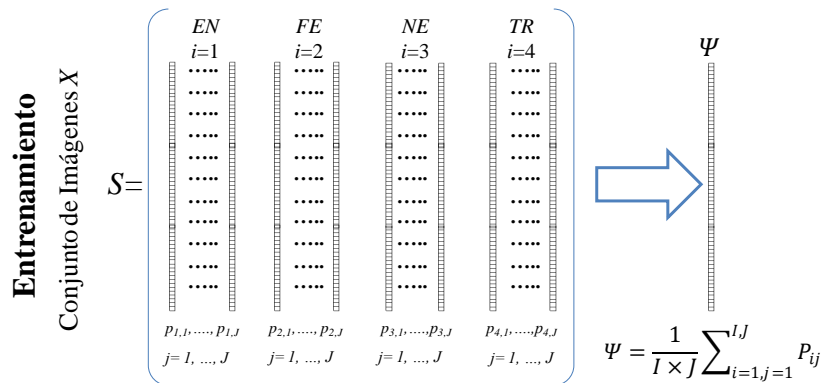 Entrenamiento
Conjunto de Imágenes X
S=
EN FE NE TR
i=1 i=2 i=3 i=4
p1,1,...., p1,J p2,1,...., p2,J p3,1,....,p3,J p4,1,....,p4,J
j= 1, ..., J j= 1, ..., J j= 1, ..., J j= 1, ..., J
Ψ
Ψ = 1/(I × J) ∑ i=1,j=1 I,J Pij